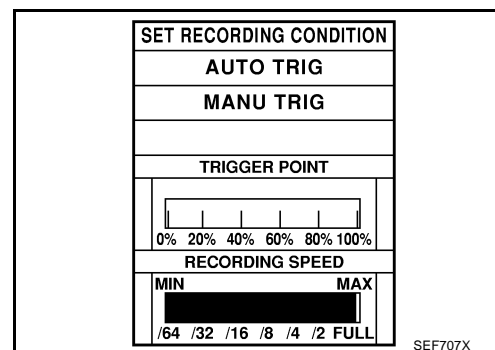 SET RECORDING CONDITION
AUTO TRIG
MANU TRIG
TRIGGER POINT
0% 20% 40% 60% 80% 100%
RECORDING SPEED
MIN MAX
/64 /32 /16 /8 /4 /2 FULL
SEF707X